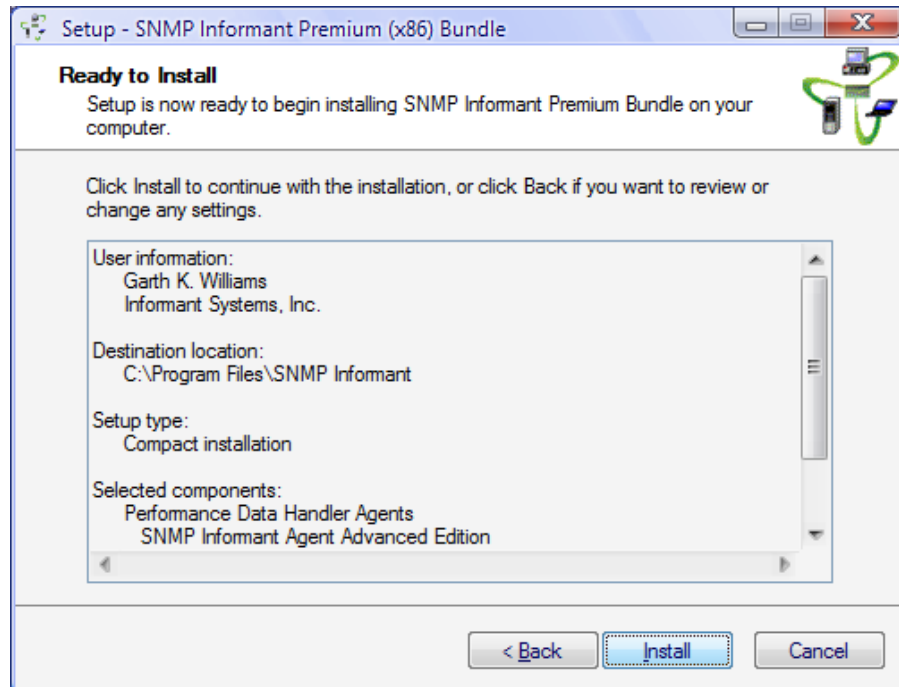 Setup - SNMP Informant Premium (x86) Bundle
Ready to Install
Setup is now ready to begin installing SNMP Informant Premium Bundle on your
computer.
Click Install to continue with the installation, or click Back if you want to review or
change any settings.
User information:
Garth K. Williams
Informant Systems, Inc.
Destination location:
C:\Program Files\SNMP Informant
Setup type:
Compact installation
Selected components:
Performance Data Handler Agents
SNMP Informant Agent Advanced Edition
< Back
Install
Cancel